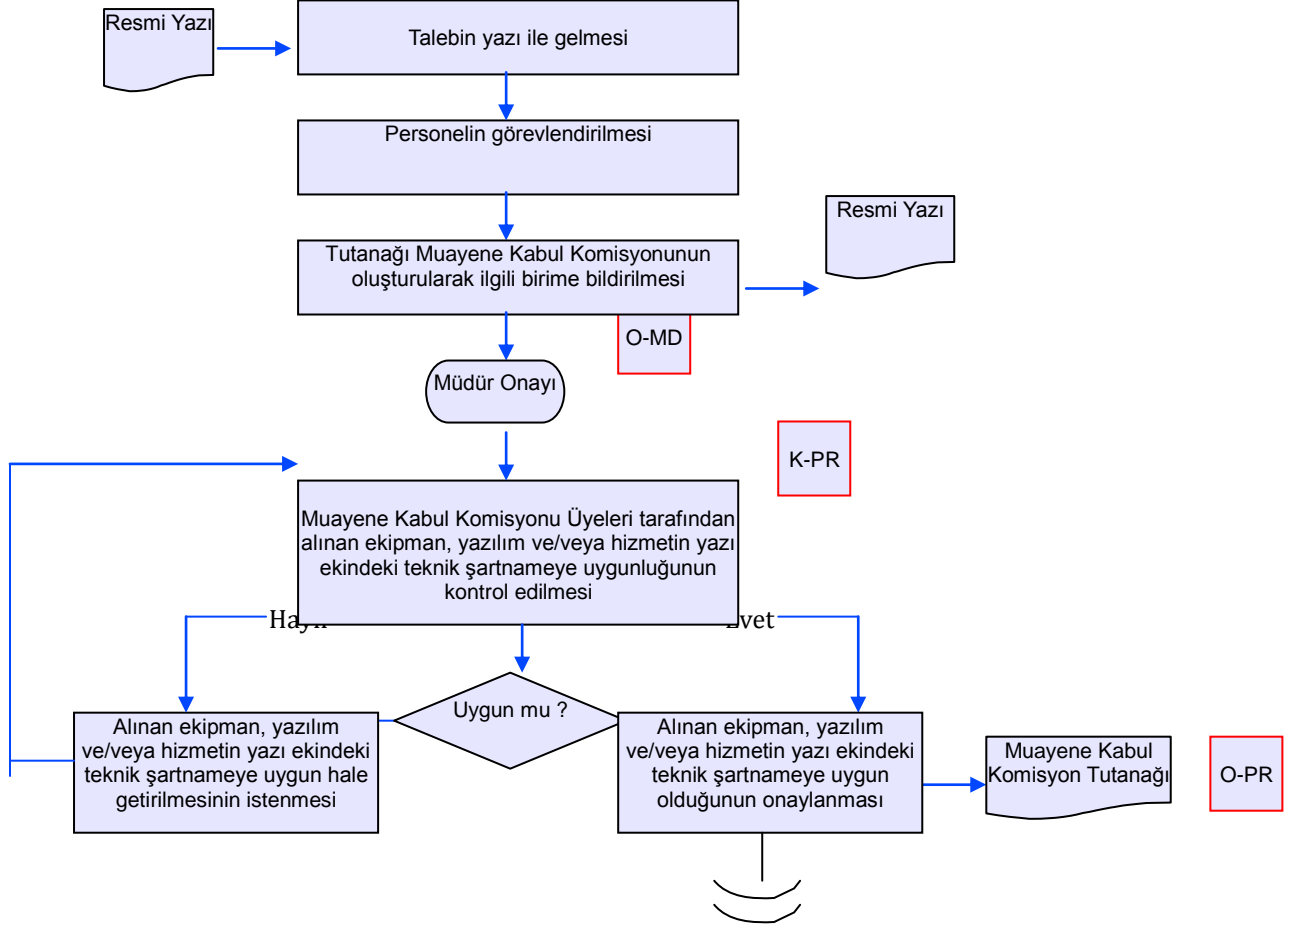 Resmi Yazı
Talebin yazı ile gelmesi
Personelin görevlendirilmesi
Resmi Yazı
Tutanağı Muayene Kabul Komisyonunun
oluşturularak ilgili birime bildirilmesi
O-MD
Müdür Onayı
K-PR
Muayene Kabul Komisyonu Üyeleri tarafından
alınan ekipman, yazılım ve/veya hizmetin yazı
ekindeki teknik şartnameye uygunluğunun
kontrol edilmesi
Uygun mu ?
Alınan ekipman, yazılım
ve/veya hizmetin yazı ekindeki
teknik şartnameye uygun hale
getirilmesinin istenmesi
Alınan ekipman, yazılım
ve/veya hizmetin yazı ekindeki
teknik şartnameye uygun
olduğunun onaylanması
Muayene Kabul
Komisyon Tutanağı
O-PR